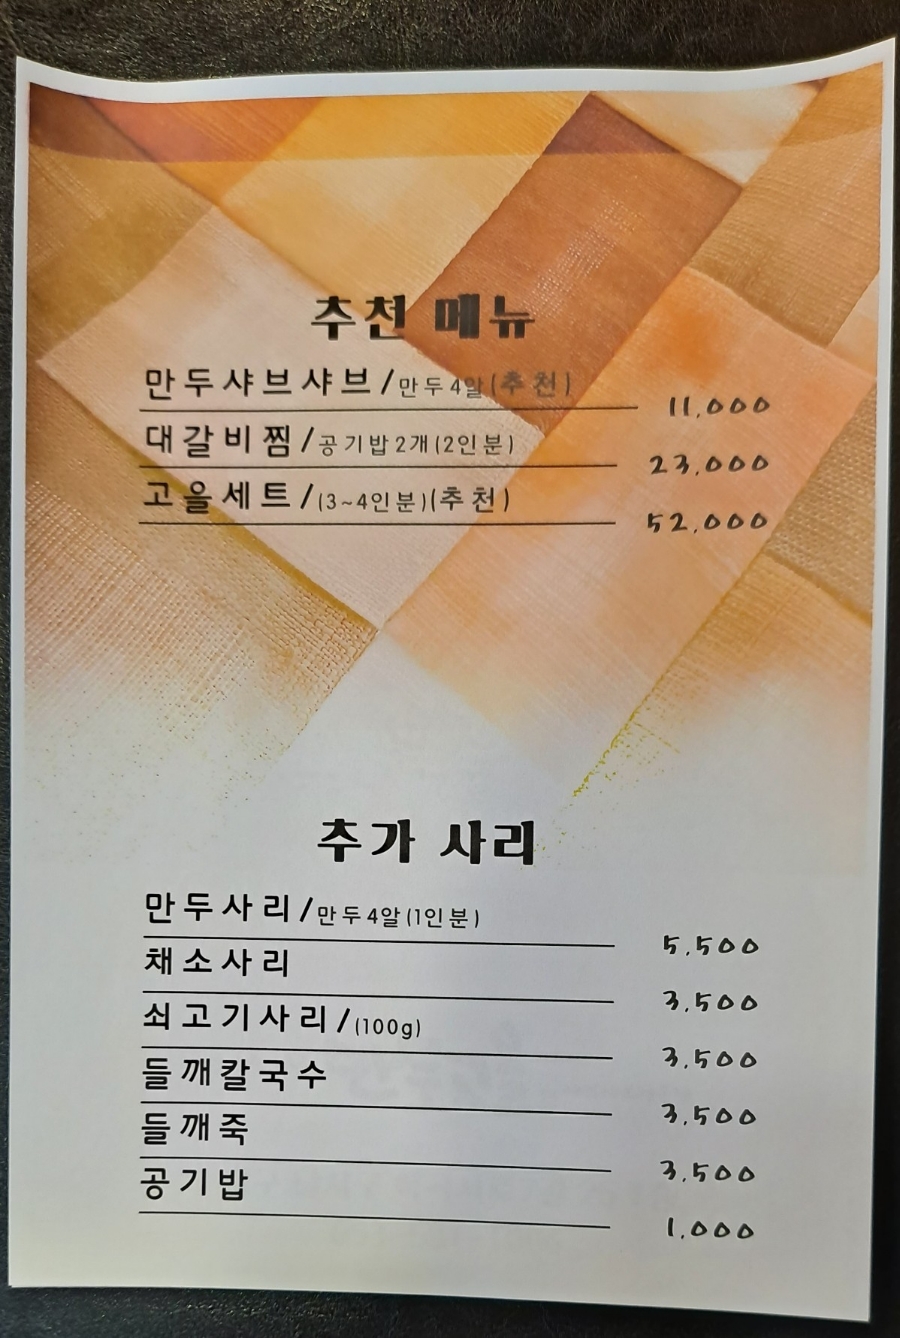 추천 메뉴
만두샤브샤브/만두4알(추천) 11,000
대갈비찜/공기밥2개(2인분) 23,000
고을세트/(3~4인분)(추천) 52,000
추가 사리
만두사리/만두4알(1인분) 5,500
채소사리 3,500
쇠고기사리/(100g) 3,500
들깨칼국수 3,500
들깨죽 3,500
공기밥 1,000